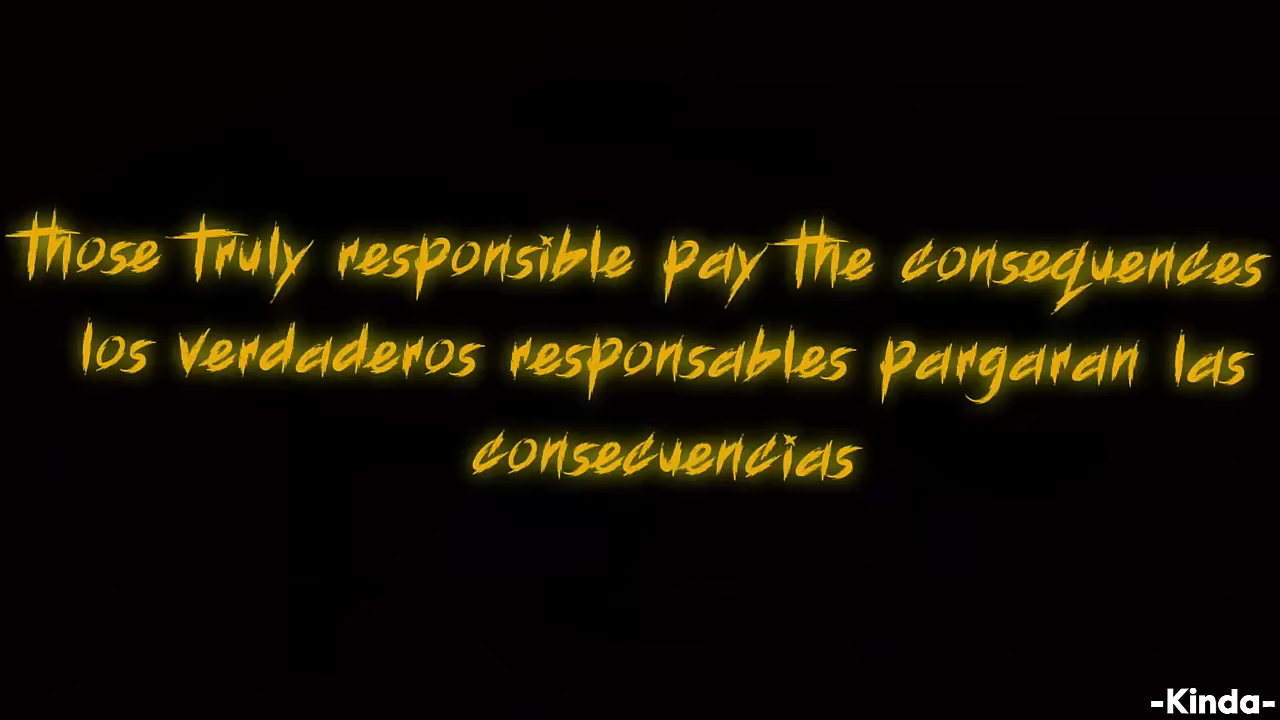 Those Truly responsible pay The consequences
los verdaderos responsables pargaran las
consecuencias
-Kinda-